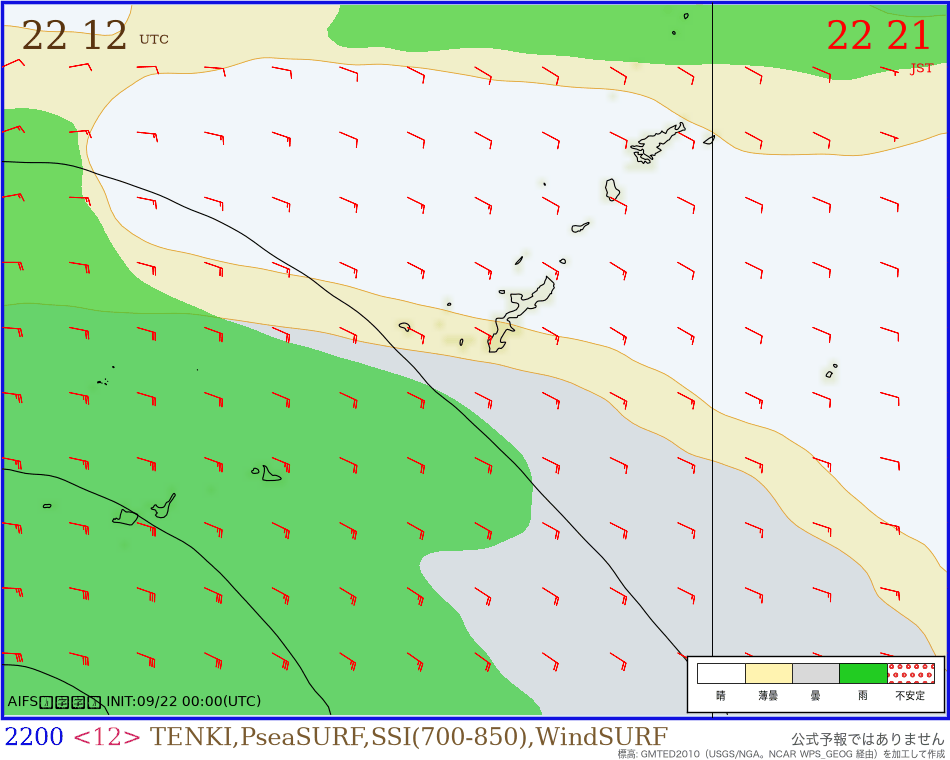 22 12 UTC
22 21
JST
晴 薄曇 曇 雨 不安定
AIFS INIT:09/22 00:00(UTC)
2200 <12> TENKI,PseaSURF,SSI(700-850),WindSURF
公式予報ではありません
標高: GMTED2010（USGS/NGA。NCAR WPS_GEOG 経由）を加工して作成